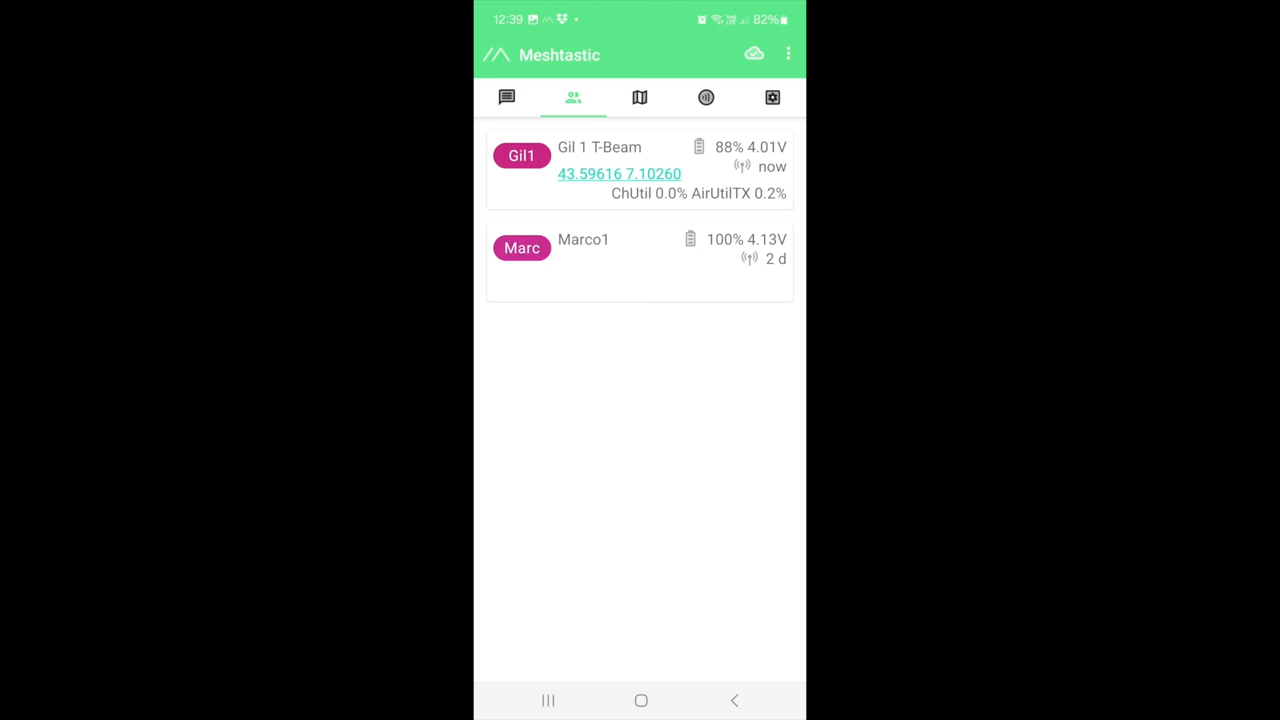 12:39 82%
Meshtastic
Gil1 Gil 1 T-Beam 88% 4.01V
now
43.59616 7.10260
ChUtil 0.0% AirUtilTX 0.2%
Marc Marco1 100% 4.13V
2 d